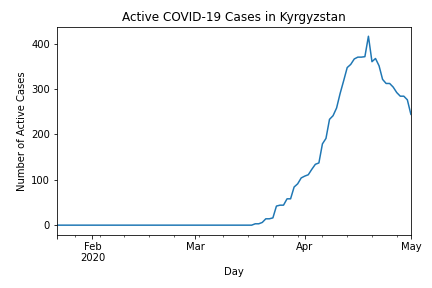 Active COVID-19 Cases in Kyrgyzstan
Number of Active Cases
400
300
200
100
0
Feb Mar Apr May
2020
Day